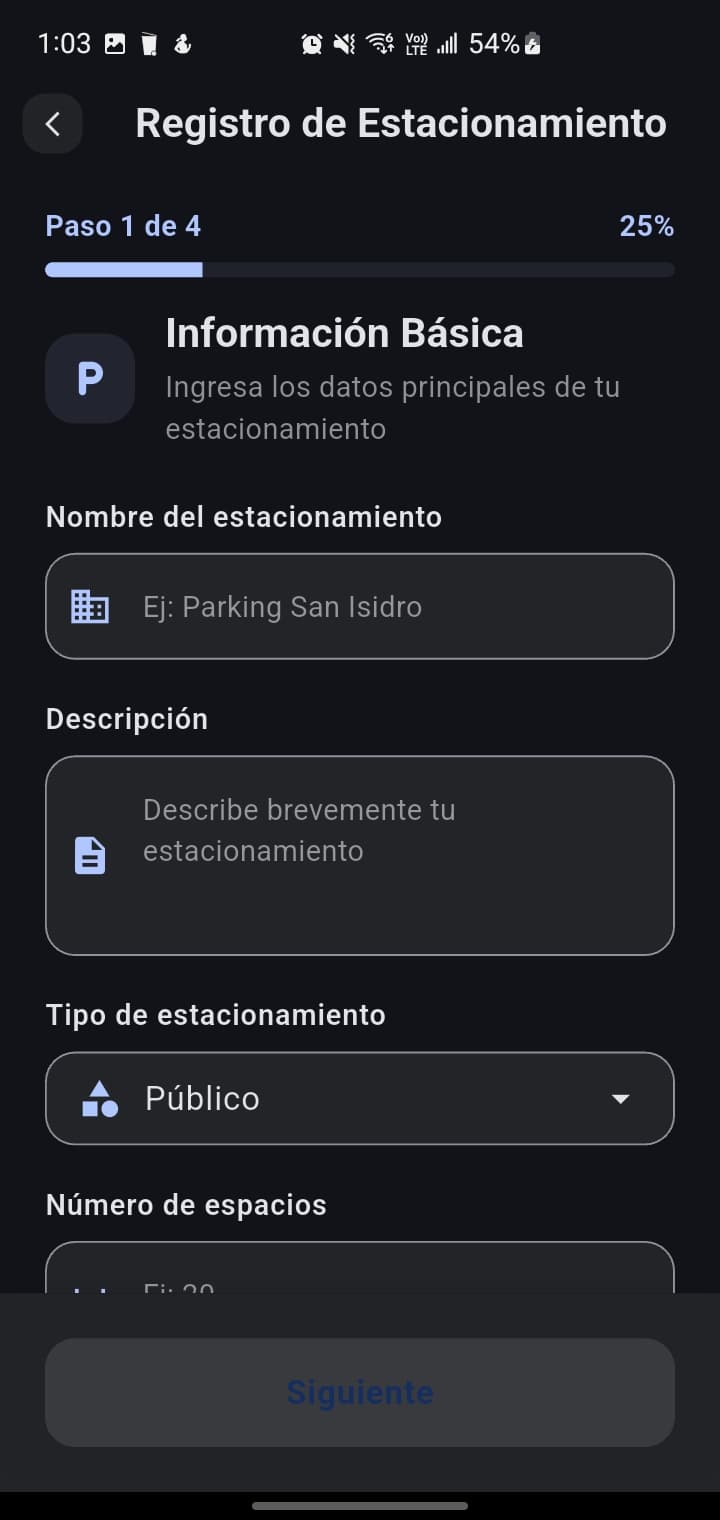 1:03
Vo))
LTE
54%
Registro de Estacionamiento
Paso 1 de 4
25%
P
Información Básica
Ingresa los datos principales de tu
estacionamiento
Nombre del estacionamiento
Ej: Parking San Isidro
Descripción
Describe brevemente tu
estacionamiento
Tipo de estacionamiento
Público
Número de espacios
Siguiente